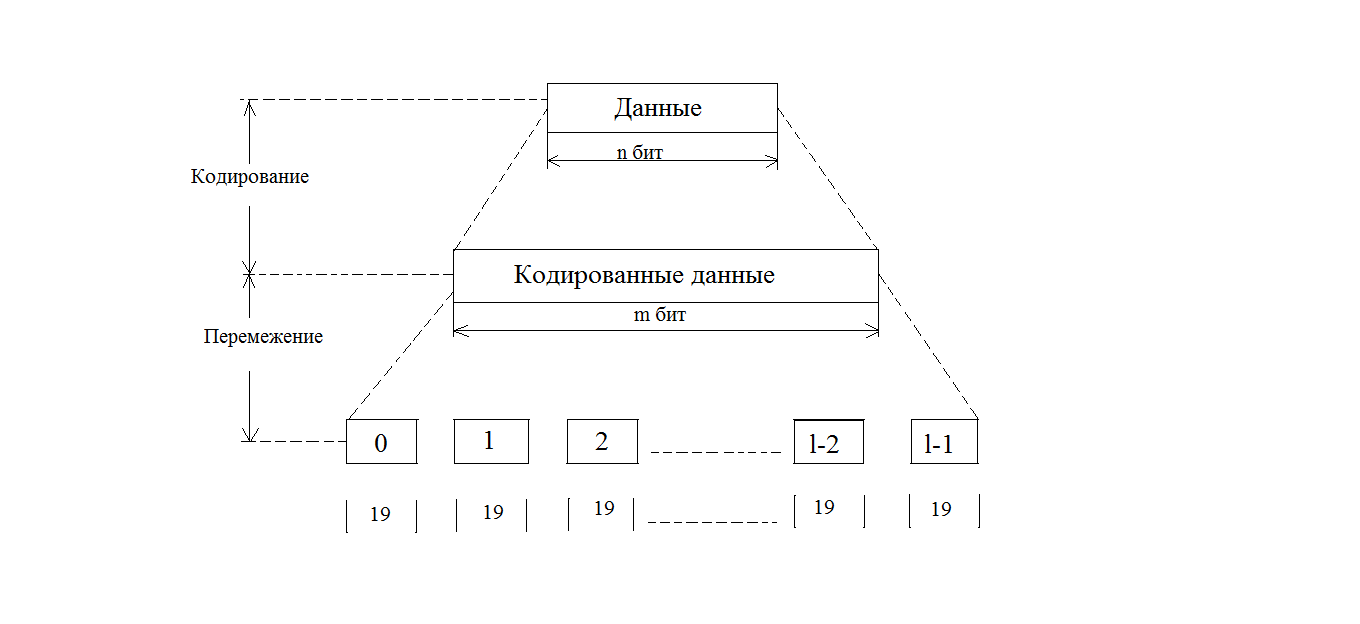 Данные
n бит
Кодирование
Кодированные данные
m бит
Перемежение
0 1 2 l-2 l-1
19 19 19 19 19